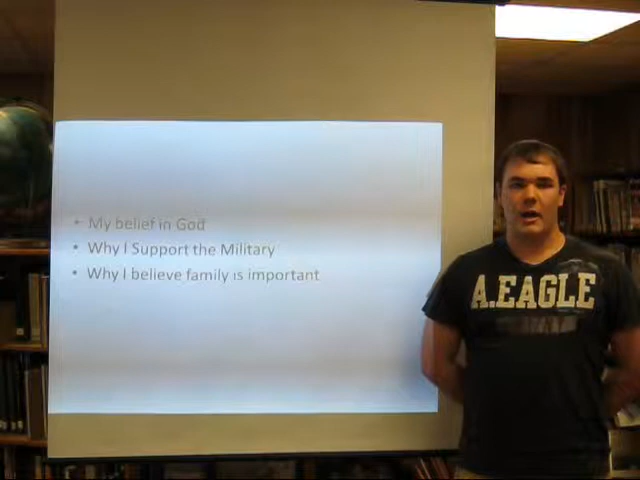 • My belief in God
• Why I Support the Military
• Why I believe family is important
A.EAGLE